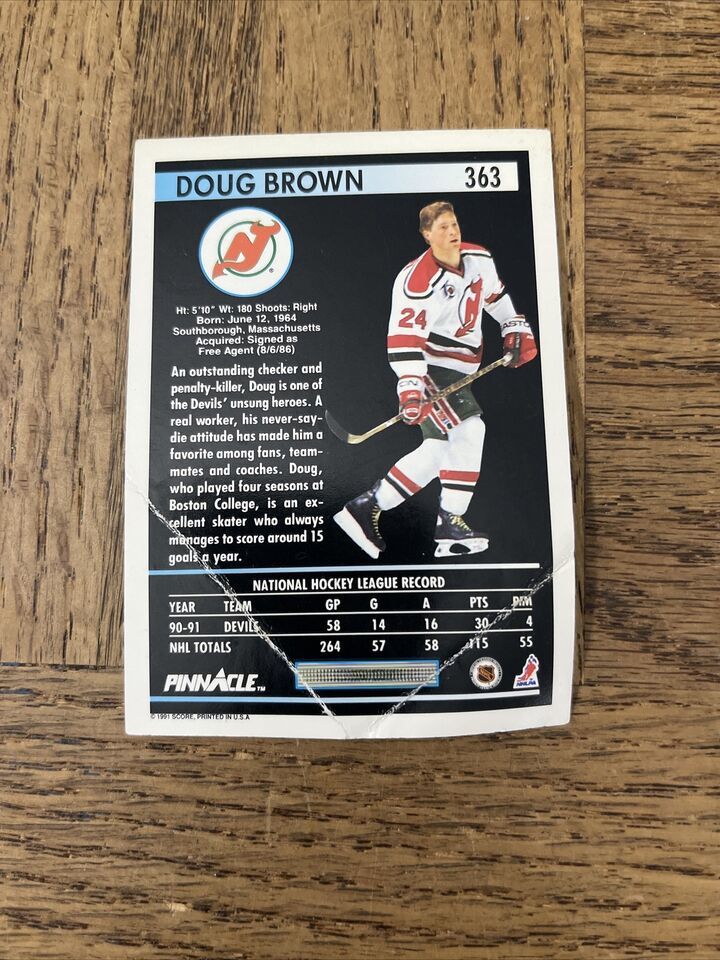 DOUG BROWN 363
Ht: 5'10" Wt: 180 Shoots: Right
Born: June 12, 1964
Southborough, Massachusetts
Acquired: Signed as
Free Agent (8/6/86)
An outstanding checker and
penalty-killer, Doug is one of
the Devils' unsung heroes. A
real worker, his never-say-
die attitude has made him a
favorite among fans, team-
mates and coaches. Doug,
who played four seasons at
Boston College, is an ex-
cellent skater who always
manages to score around 15
goals a year.
24
NATIONAL HOCKEY LEAGUE RECORD
YEAR TEAM GP G A PTS PIM
90-91 DEVILS 58 14 16 30 4
NHL TOTALS 264 57 58 115 55
PINNACLE™
NHLPA
© 1991 SCORE, PRINTED IN U.S.A